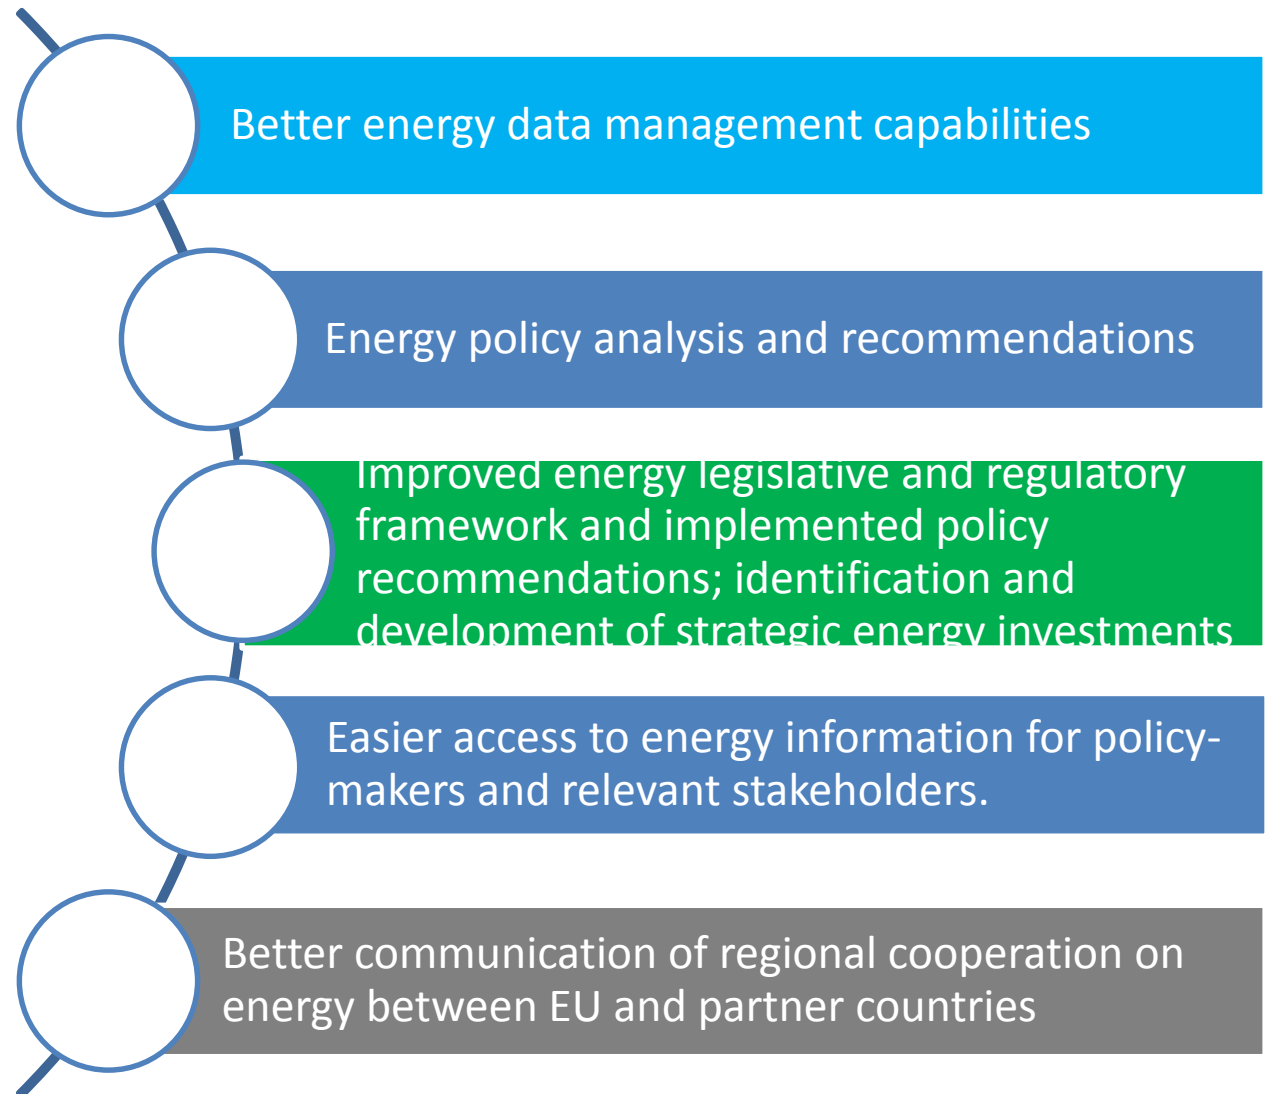 Better energy data management capabilities
Energy policy analysis and recommendations
Improved energy legislative and regulatory
framework and implemented policy
recommendations; identification and
development of strategic energy investments
Easier access to energy information for policy-
makers and relevant stakeholders.
Better communication of regional cooperation on
energy between EU and partner countries